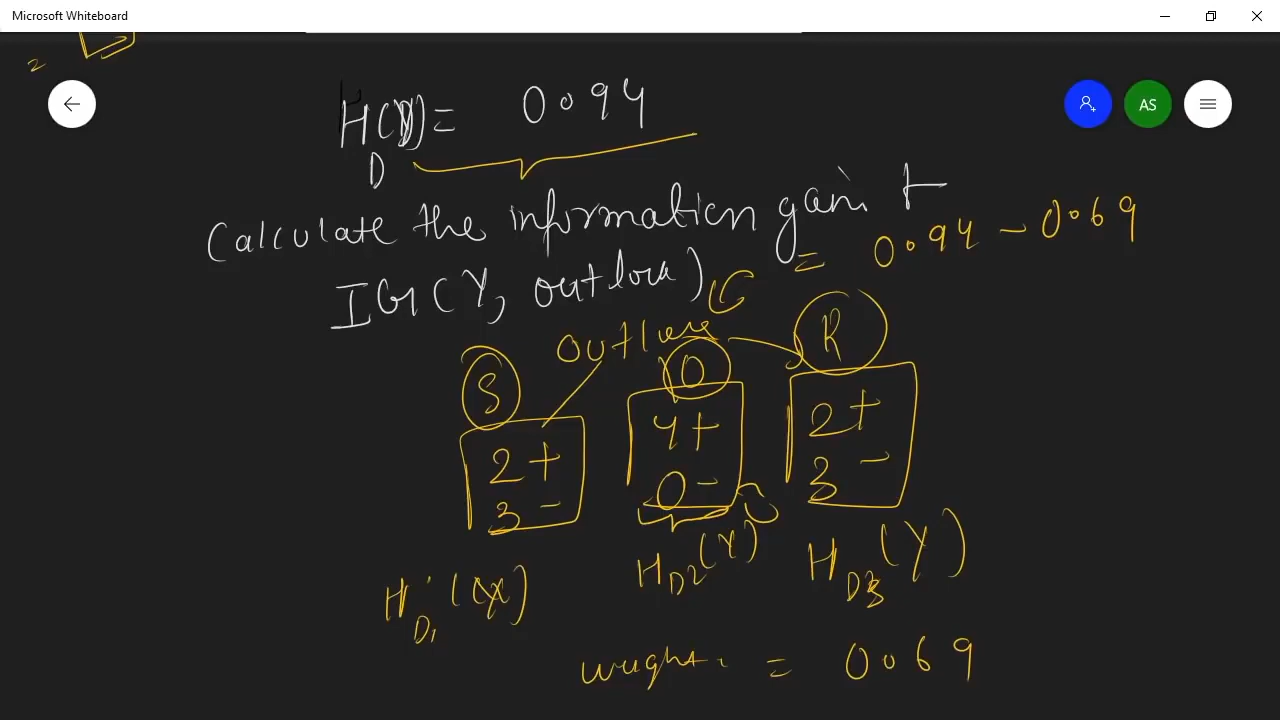 Microsoft Whiteboard
AS
H_D(Y) = 0.94
Calculate the information gain
= 0.94 - 0.69
IG(Y, outlook)
outlook
S O R
2+ 4+ 2+
3- 0- 3-
H_D1(Y) H_D2(Y) H_D3(Y)
= 0.69